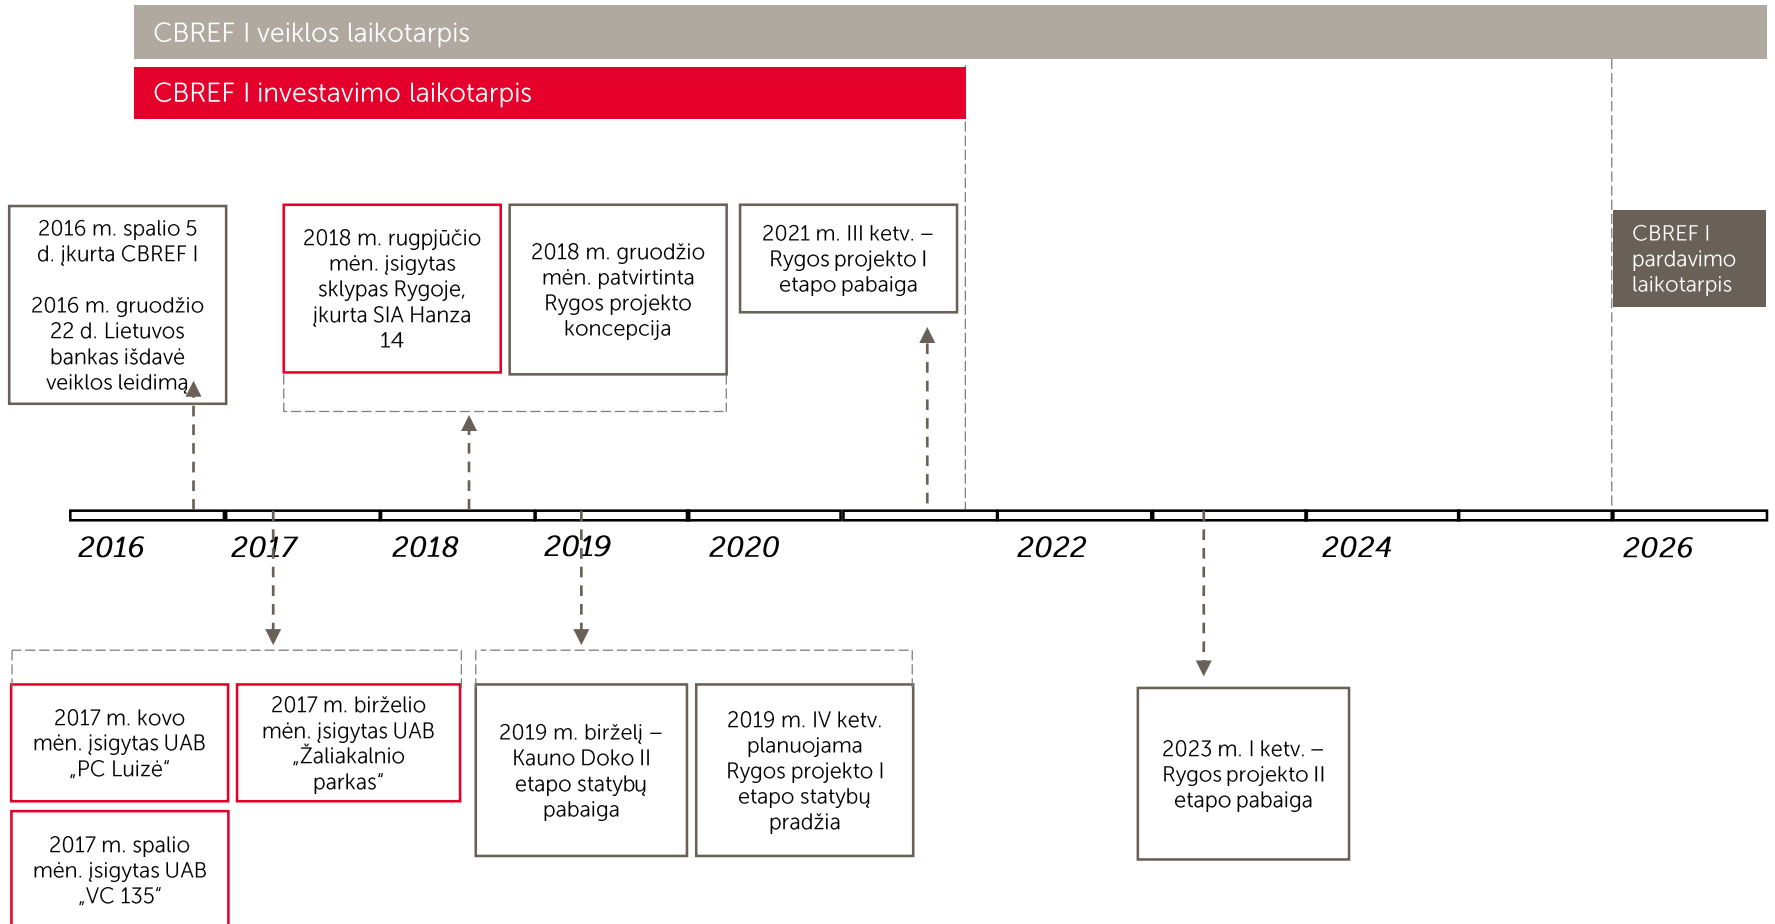 CBREF I veiklos laikotarpis
CBREF I investavimo laikotarpis
2016 m. spalio 5
d. įkurta CBREF I
2016 m. gruodžio
22 d. Lietuvos
bankas išdavė
veiklos leidimą
2018 m. rugpjūčio
mėn. įsigytas
sklypas Rygoje,
įkurta SIA Hanza
14
2018 m. gruodžio
mėn. patvirtinta
Rygos projekto
koncepcija
2021 m. III ketv. –
Rygos projekto I
etapo pabaiga
CBREF I
pardavimo
laikotarpis
2016
2017
2018
2019
2020
2022
2024
2026
2017 m. kovo
mėn. įsigytas UAB
„PC Luizė“
2017 m. birželio
mėn. įsigytas UAB
„Žaliakalnio
parkas“
2019 m. birželį –
Kauno Doko II
etapo statybų
pabaiga
2019 m. IV ketv.
planuojama
Rygos projekto I
etapo statybų
pradžia
2023 m. I ketv. –
Rygos projekto II
etapo pabaiga
2017 m. spalio
mėn. įsigytas UAB
„VC 135“